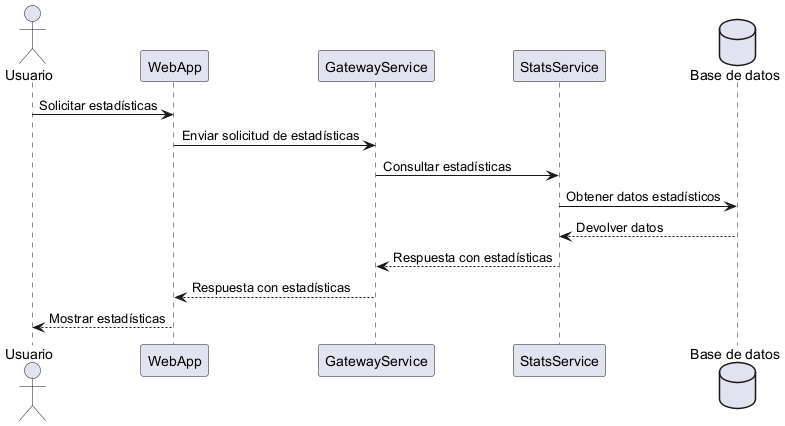 Usuario
WebApp
GatewayService
StatsService
Base de datos
Solicitar estadísticas
Enviar solicitud de estadísticas
Consultar estadísticas
Obtener datos estadísticos
Devolver datos
Respuesta con estadísticas
Respuesta con estadísticas
Mostrar estadísticas
Usuario
WebApp
GatewayService
StatsService
Base de datos